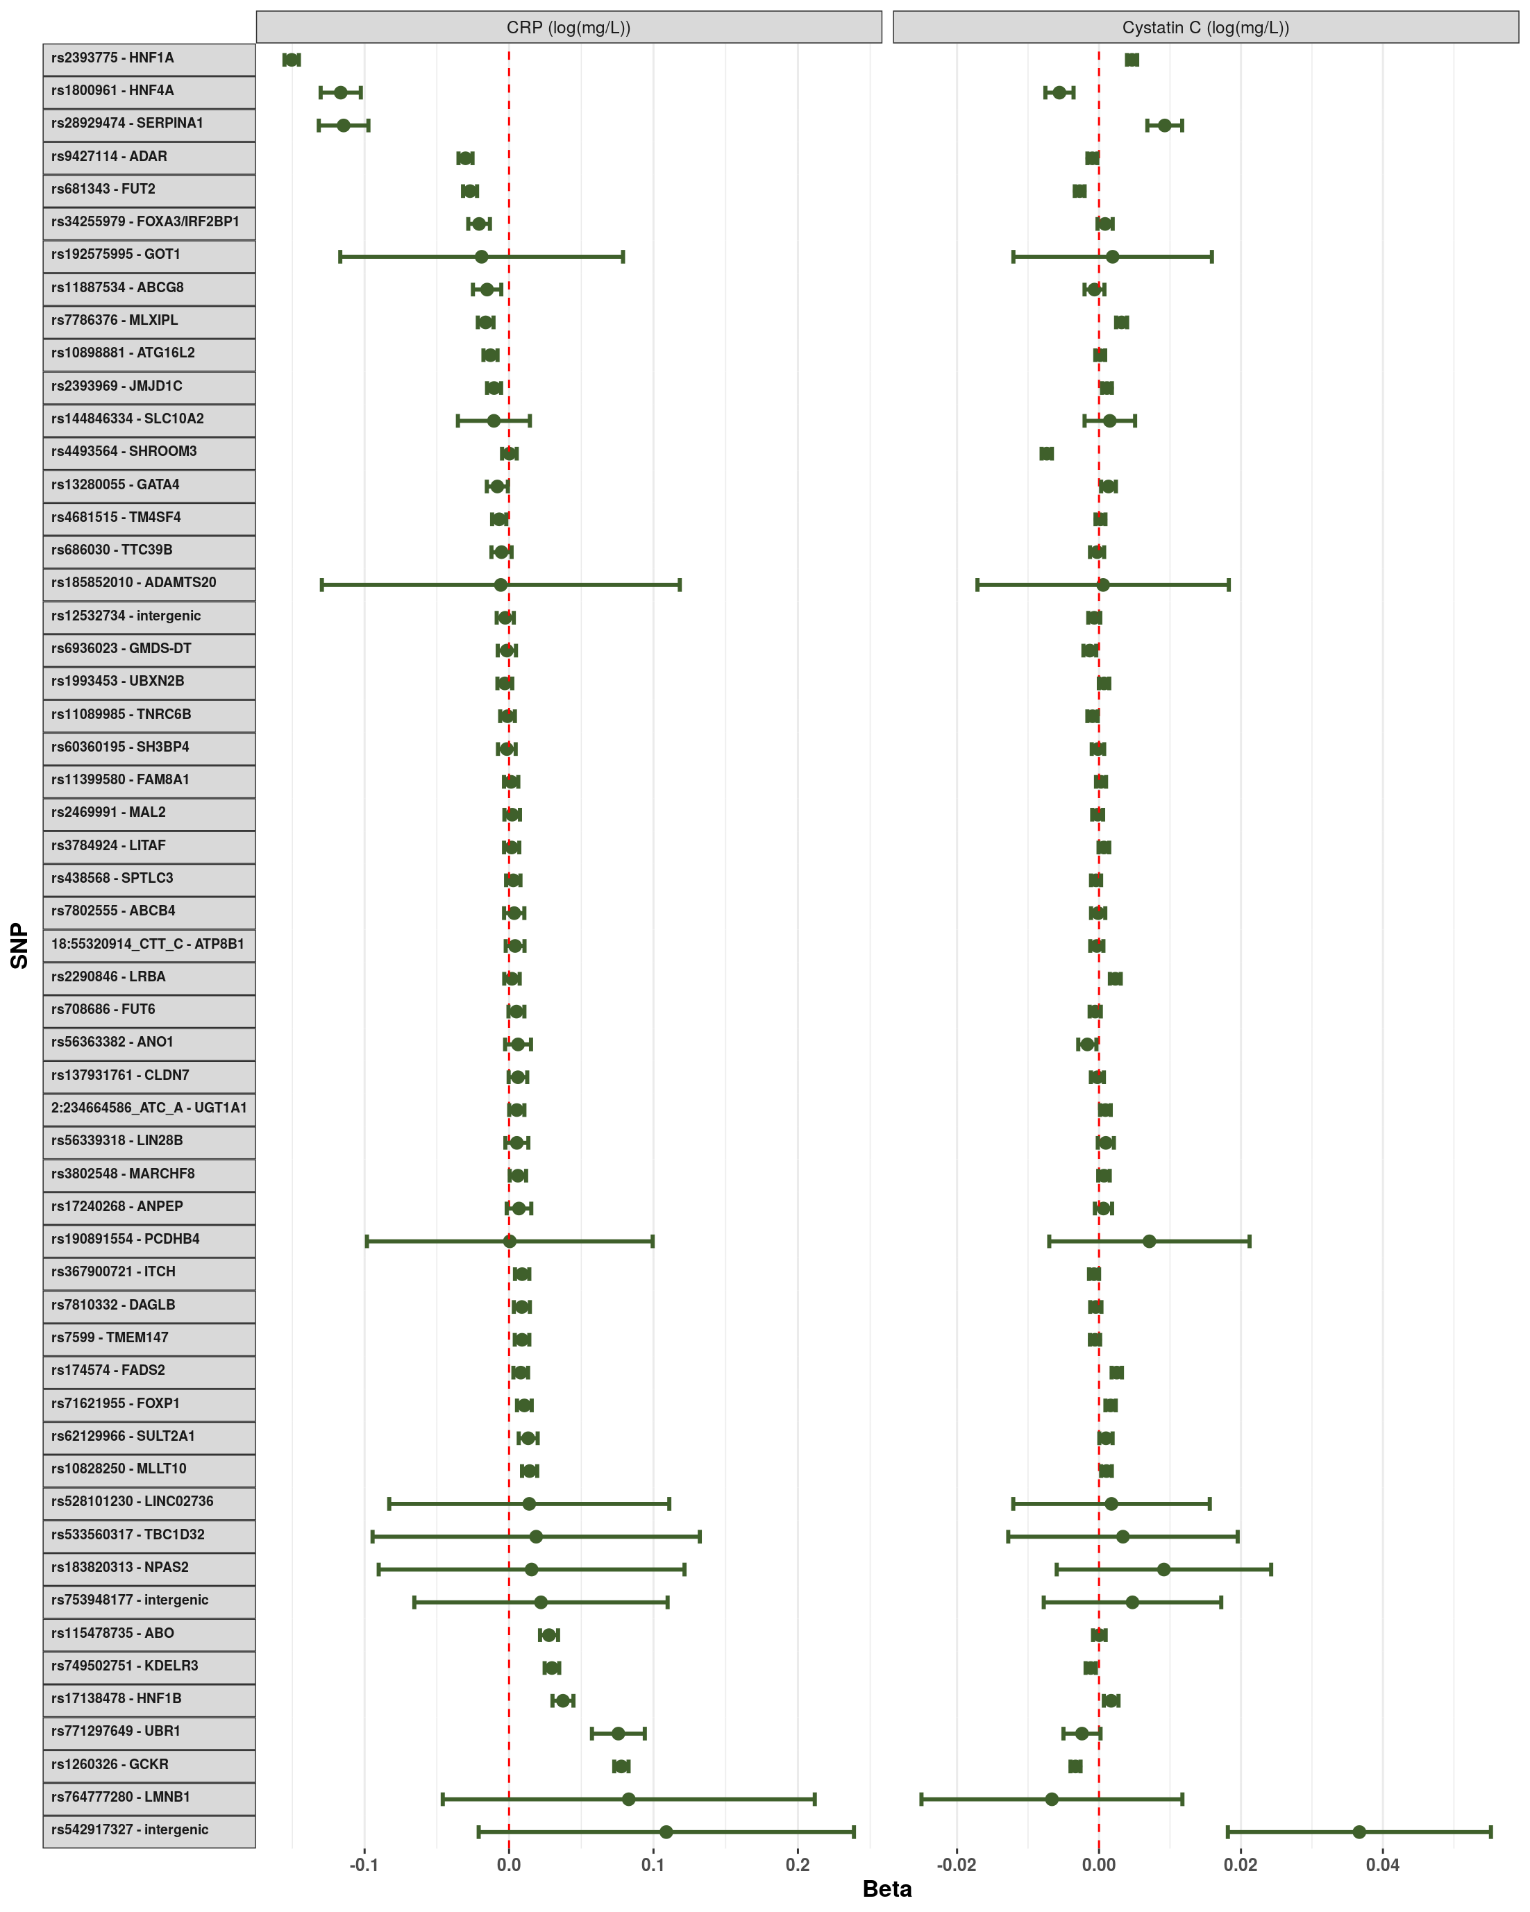 CRP (log(mg/L))
Cystatin C (log(mg/L))
rs2393775 - HNF1A
rs1800961 - HNF4A
rs28929474 - SERPINA1
rs9427114 - ADAR
rs681343 - FUT2
rs34255979 - FOXA3/IRF2BP1
rs192575995 - GOT1
rs11887534 - ABCG8
rs7786376 - MLXIPL
rs10898881 - ATG16L2
rs2393969 - JMJD1C
rs144846334 - SLC10A2
rs4493564 - SHROOM3
rs13280055 - GATA4
rs4681515 - TM4SF4
rs686030 - TTC39B
rs185852010 - ADAMTS20
rs12532734 - intergenic
rs6936023 - GMDS-DT
rs1993453 - UBXN2B
rs11089985 - TNRC6B
rs60360195 - SH3BP4
rs11399580 - FAM8A1
rs2469991 - MAL2
rs3784924 - LITAF
rs438568 - SPTLC3
rs7802555 - ABCB4
18:55320914_CTT_C - ATP8B1
rs2290846 - LRBA
rs708686 - FUT6
rs56363382 - ANO1
rs137931761 - CLDN7
2:234664586_ATC_A - UGT1A1
rs56339318 - LIN28B
rs3802548 - MARCHF8
rs17240268 - ANPEP
rs190891554 - PCDHB4
rs367900721 - ITCH
rs7810332 - DAGLB
rs7599 - TMEM147
rs174574 - FADS2
rs71621955 - FOXP1
rs62129966 - SULT2A1
rs10828250 - MLLT10
rs528101230 - LINC02736
rs533560317 - TBC1D32
rs183820313 - NPAS2
rs753948177 - intergenic
rs115478735 - ABO
rs749502751 - KDELR3
rs17138478 - HNF1B
rs771297649 - UBR1
rs1260326 - GCKR
rs764777280 - LMNB1
rs542917327 - intergenic
SNP
-0.1 0.0 0.1 0.2
-0.02 0.00 0.02 0.04
Beta